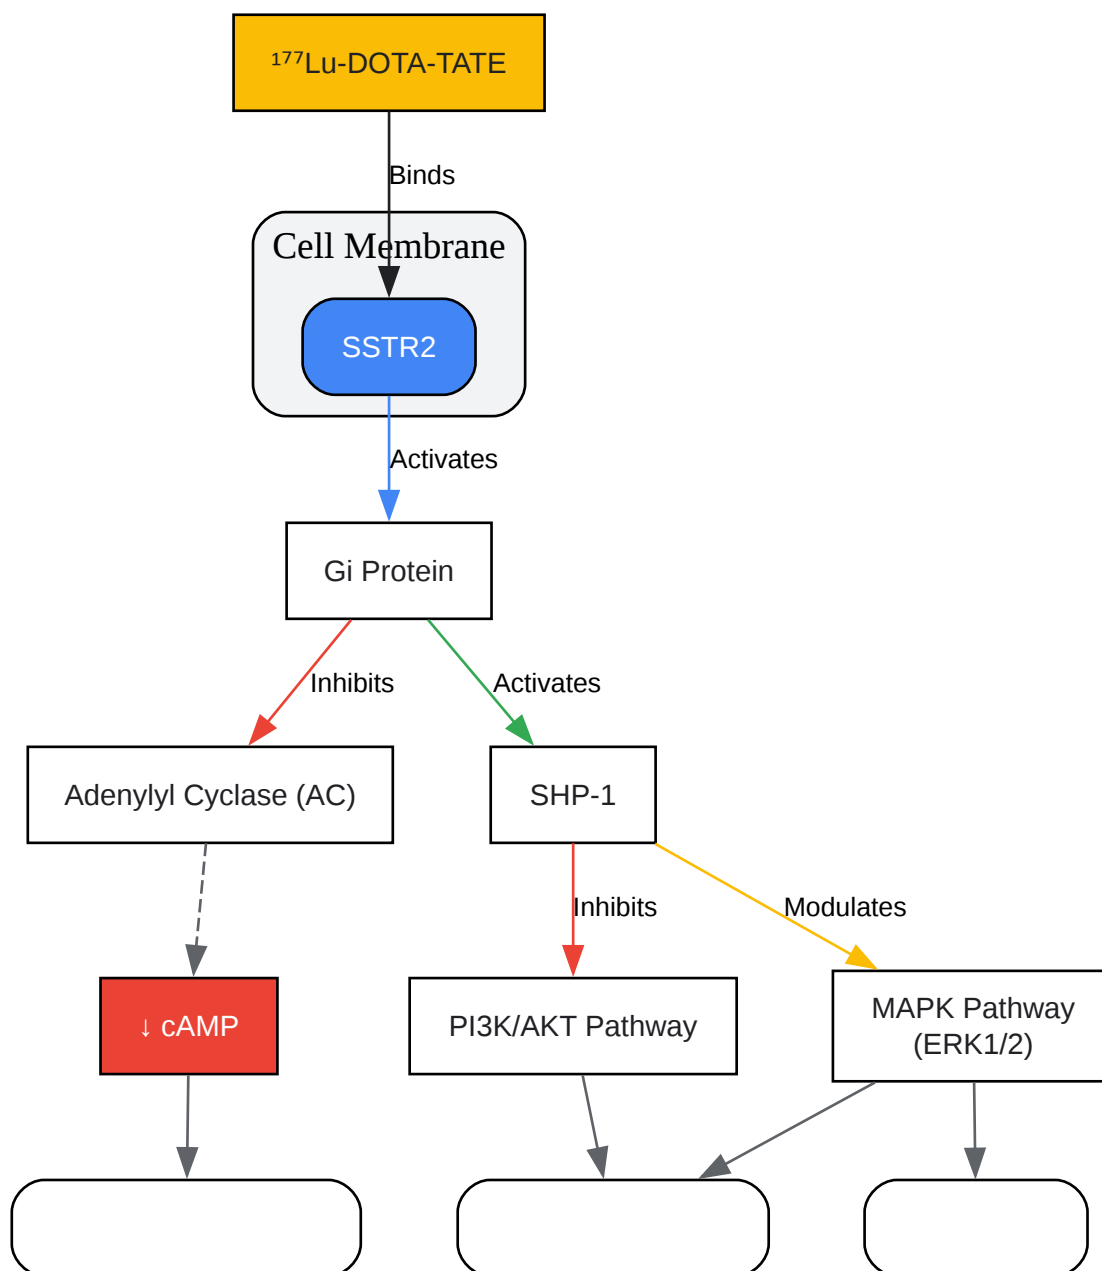 ¹⁷⁷Lu-DOTA-TATE
Binds
Cell Membrane
SSTR2
Activates
Gi Protein
Inhibits
Activates
Adenylyl Cyclase (AC)
SHP-1
Inhibits
Modulates
↓ cAMP
PI3K/AKT Pathway
MAPK Pathway
(ERK1/2)